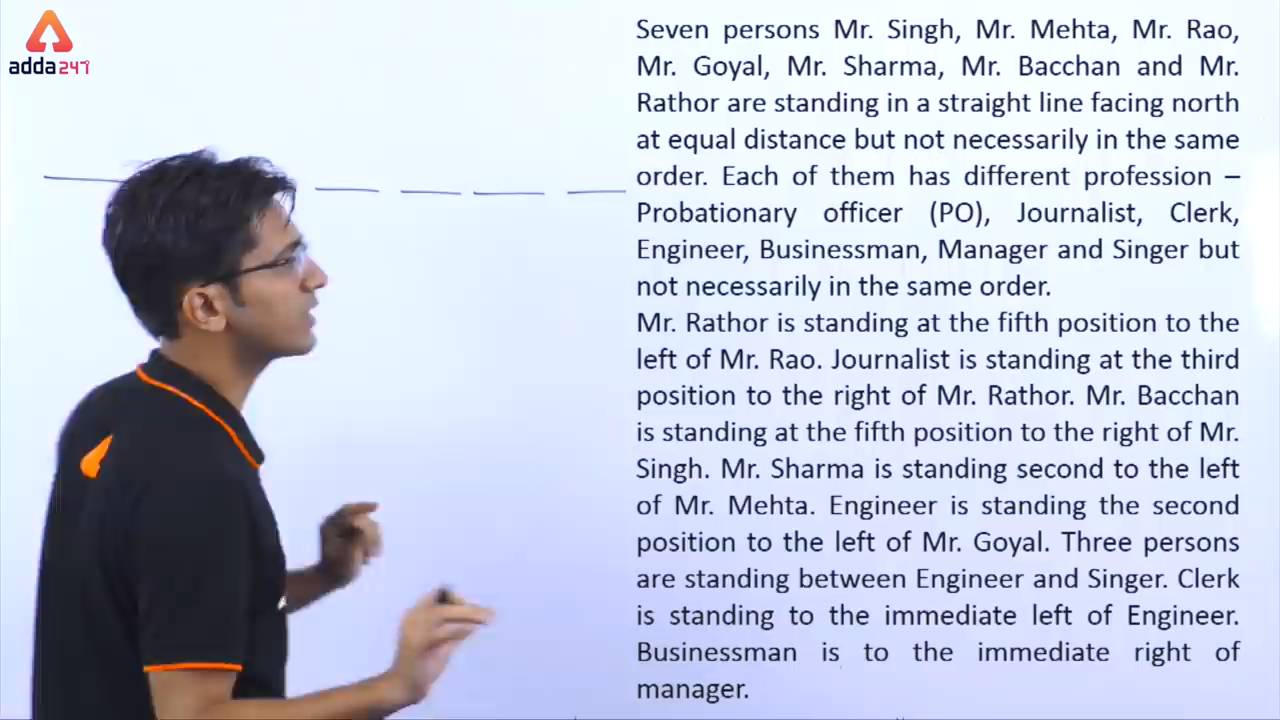 adda247
Seven persons Mr. Singh, Mr. Mehta, Mr. Rao,
Mr. Goyal, Mr. Sharma, Mr. Bacchan and Mr.
Rathor are standing in a straight line facing north
at equal distance but not necessarily in the same
order. Each of them has different profession –
Probationary officer (PO), Journalist, Clerk,
Engineer, Businessman, Manager and Singer but
not necessarily in the same order.
Mr. Rathor is standing at the fifth position to the
left of Mr. Rao. Journalist is standing at the third
position to the right of Mr. Rathor. Mr. Bacchan
is standing at the fifth position to the right of Mr.
Singh. Mr. Sharma is standing second to the left
of Mr. Mehta. Engineer is standing the second
position to the left of Mr. Goyal. Three persons
are standing between Engineer and Singer. Clerk
is standing to the immediate left of Engineer.
Businessman is to the immediate right of
manager.